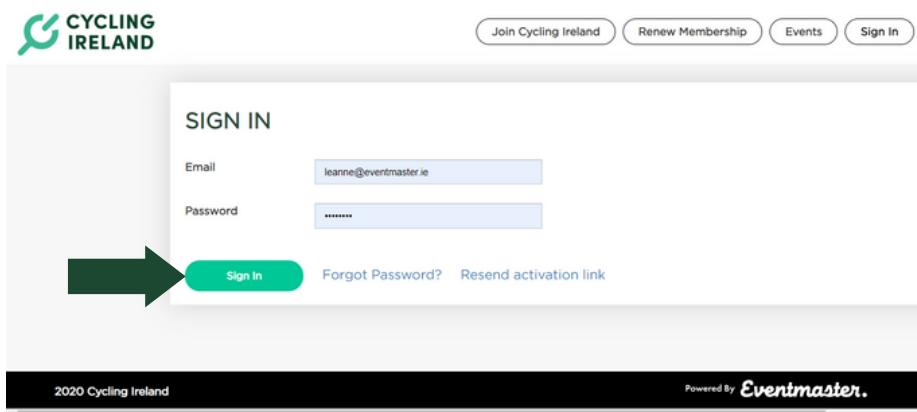 CYCLING
IRELAND
Join Cycling Ireland
Renew Membership
Events
Sign In
SIGN IN
Email
leanne@eventmaster.ie
Password
••••••••
Sign In
Forgot Password?
Resend activation link
2020 Cycling Ireland
Powered By Eventmaster.